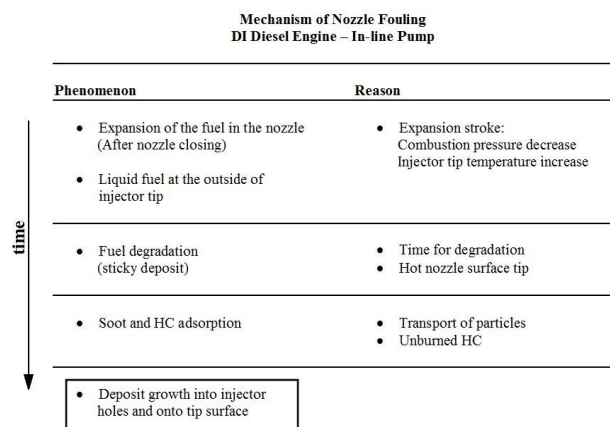 Mechanism of Nozzle Fouling
DI Diesel Engine – In-line Pump
Phenomenon
Reason
• Expansion of the fuel in the nozzle
(After nozzle closing)
• Liquid fuel at the outside of
injector tip
• Expansion stroke:
Combustion pressure decrease
Injector tip temperature increase
time
• Fuel degradation
(sticky deposit)
• Time for degradation
• Hot nozzle surface tip
• Soot and HC adsorption
• Transport of particles
• Unburned HC
• Deposit growth into injector
holes and onto tip surface